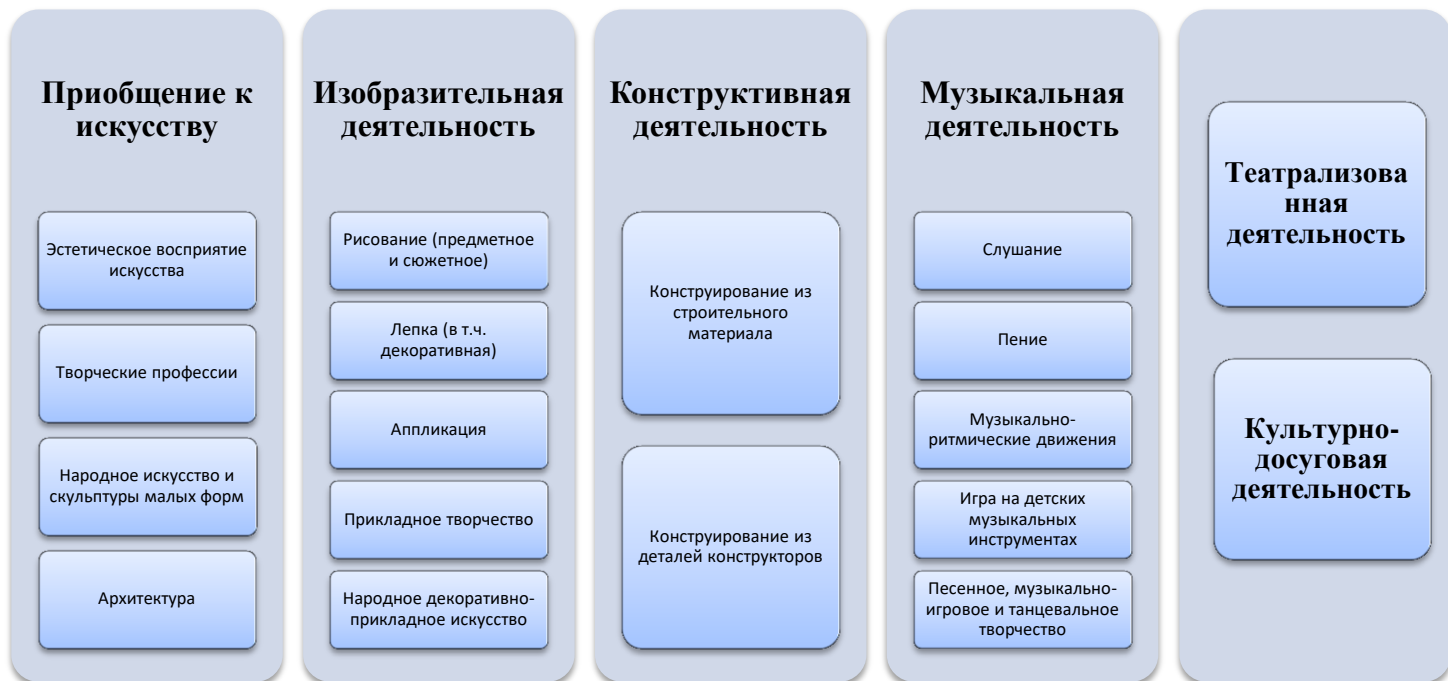 Приобщение к
искусству
Эстетическое восприятие
искусства
Творческие профессии
Народное искусство и
скульптуры малых форм
Архитектура
Изобразительная
деятельность
Рисование (предметное
и сюжетное)
Лепка (в т.ч.
декоративная)
Аппликация
Прикладное творчество
Народное декоративно-
прикладное искусство
Конструктивная
деятельность
Конструирование из
строительного
материала
Конструирование из
деталей конструкторов
Музыкальная
деятельность
Слушание
Пение
Музыкально-
ритмические движения
Игра на детских
музыкальных
инструментах
Песенное, музыкально-
игровое и танцевальное
творчество
Театрализова
нная
деятельность
Культурно-
досуговая
деятельность